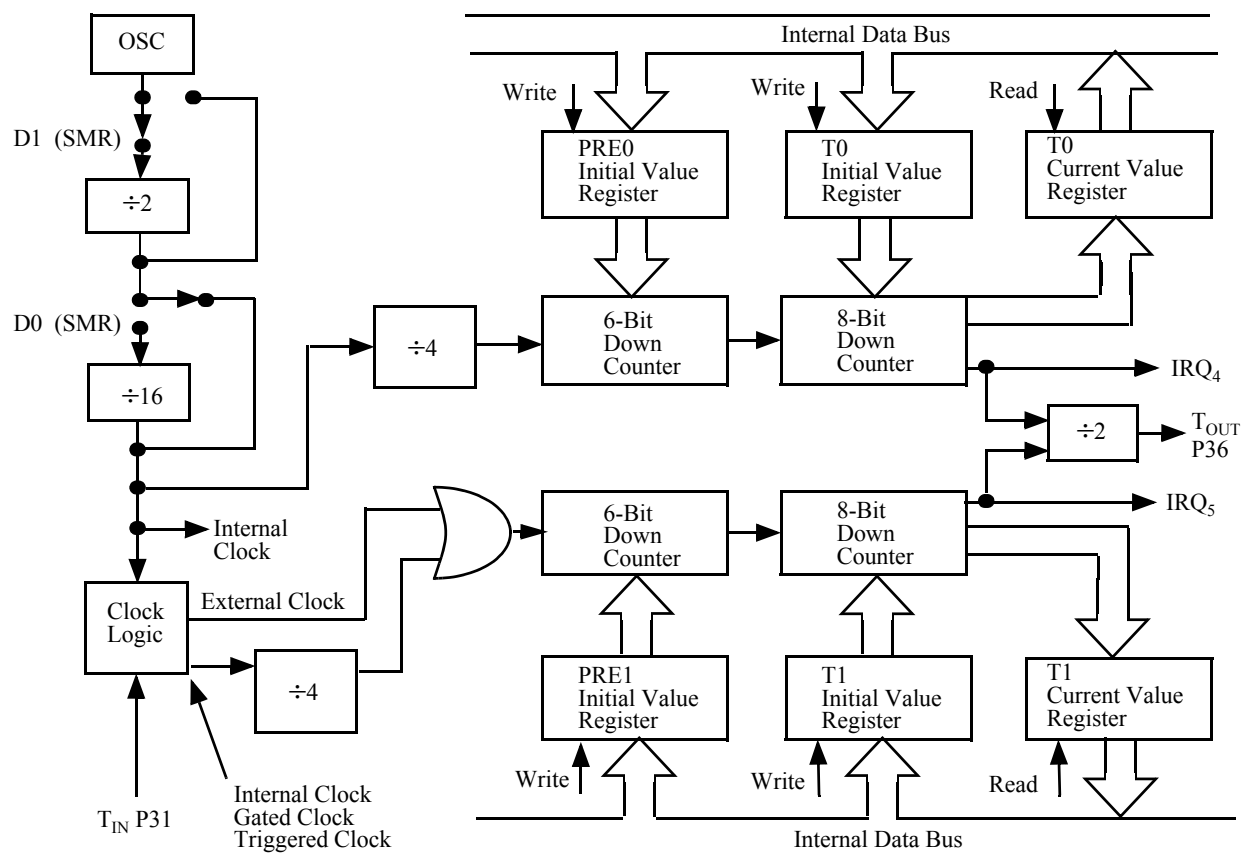 OSC
Internal Data Bus
Write
Write
Read
D1 (SMR)
PRE0
Initial Value
Register
T0
Initial Value
Register
T0
Current Value
Register
÷2
D0 (SMR)
÷4
6-Bit
Down
Counter
8-Bit
Down
Counter
÷16
IRQ4
÷2
TOUT
P36
IRQ5
Internal
Clock
6-Bit
Down
Counter
8-Bit
Down
Counter
Clock
Logic
External Clock
÷4
PRE1
Initial Value
Register
T1
Initial Value
Register
T1
Current Value
Register
Write
Write
Read
TIN P31
Internal Clock
Gated Clock
Triggered Clock
Internal Data Bus